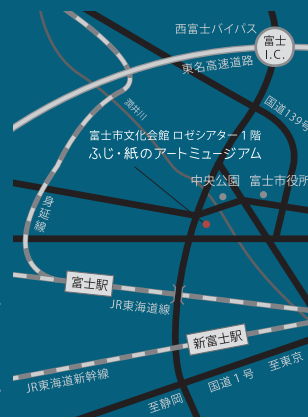 西富士バイパス
富士
I.C.
東名高速道路
国道139号
潤井川
富士市文化会館 ロゼシアター1階
ふじ・紙のアートミュージアム
中央公園
富士市役所
身延線
富士駅
JR東海道線
新富士駅
JR東海道新幹線
国道1号
至東京
至静岡